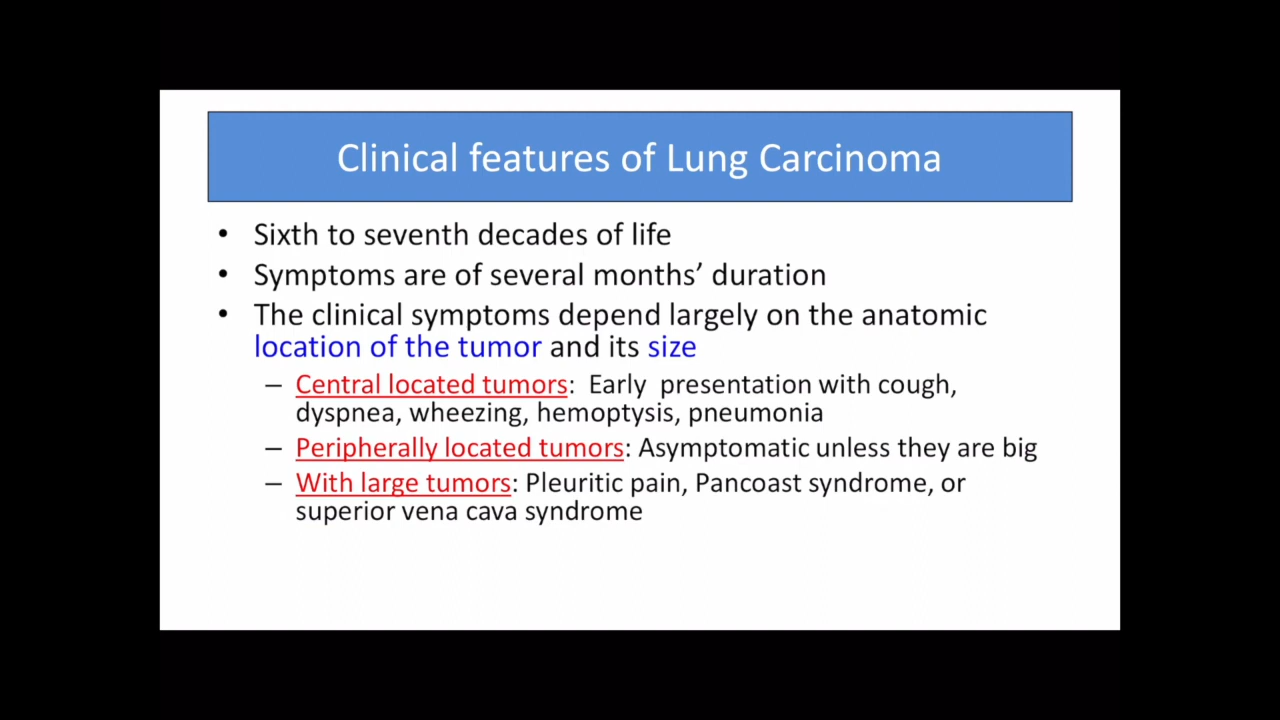 Clinical features of Lung Carcinoma
• Sixth to seventh decades of life
• Symptoms are of several months’ duration
• The clinical symptoms depend largely on the anatomic
location of the tumor and its size
– Central located tumors: Early presentation with cough,
dyspnea, wheezing, hemoptysis, pneumonia
– Peripherally located tumors: Asymptomatic unless they are big
– With large tumors: Pleuritic pain, Pancoast syndrome, or
superior vena cava syndrome